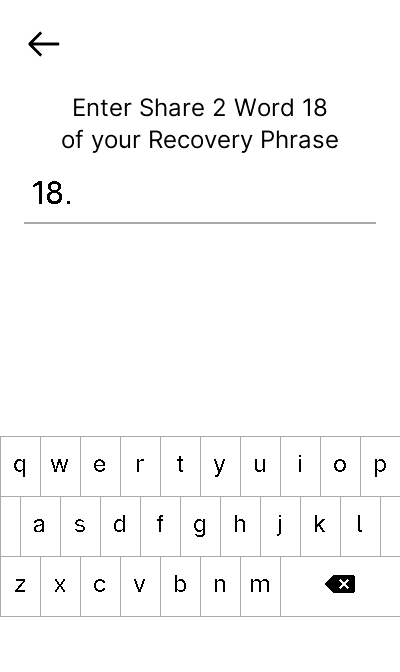 Enter Share 2 Word 18
of your Recovery Phrase
18.
q w e r t y u i o p
a s d f g h j k l
z x c v b n m